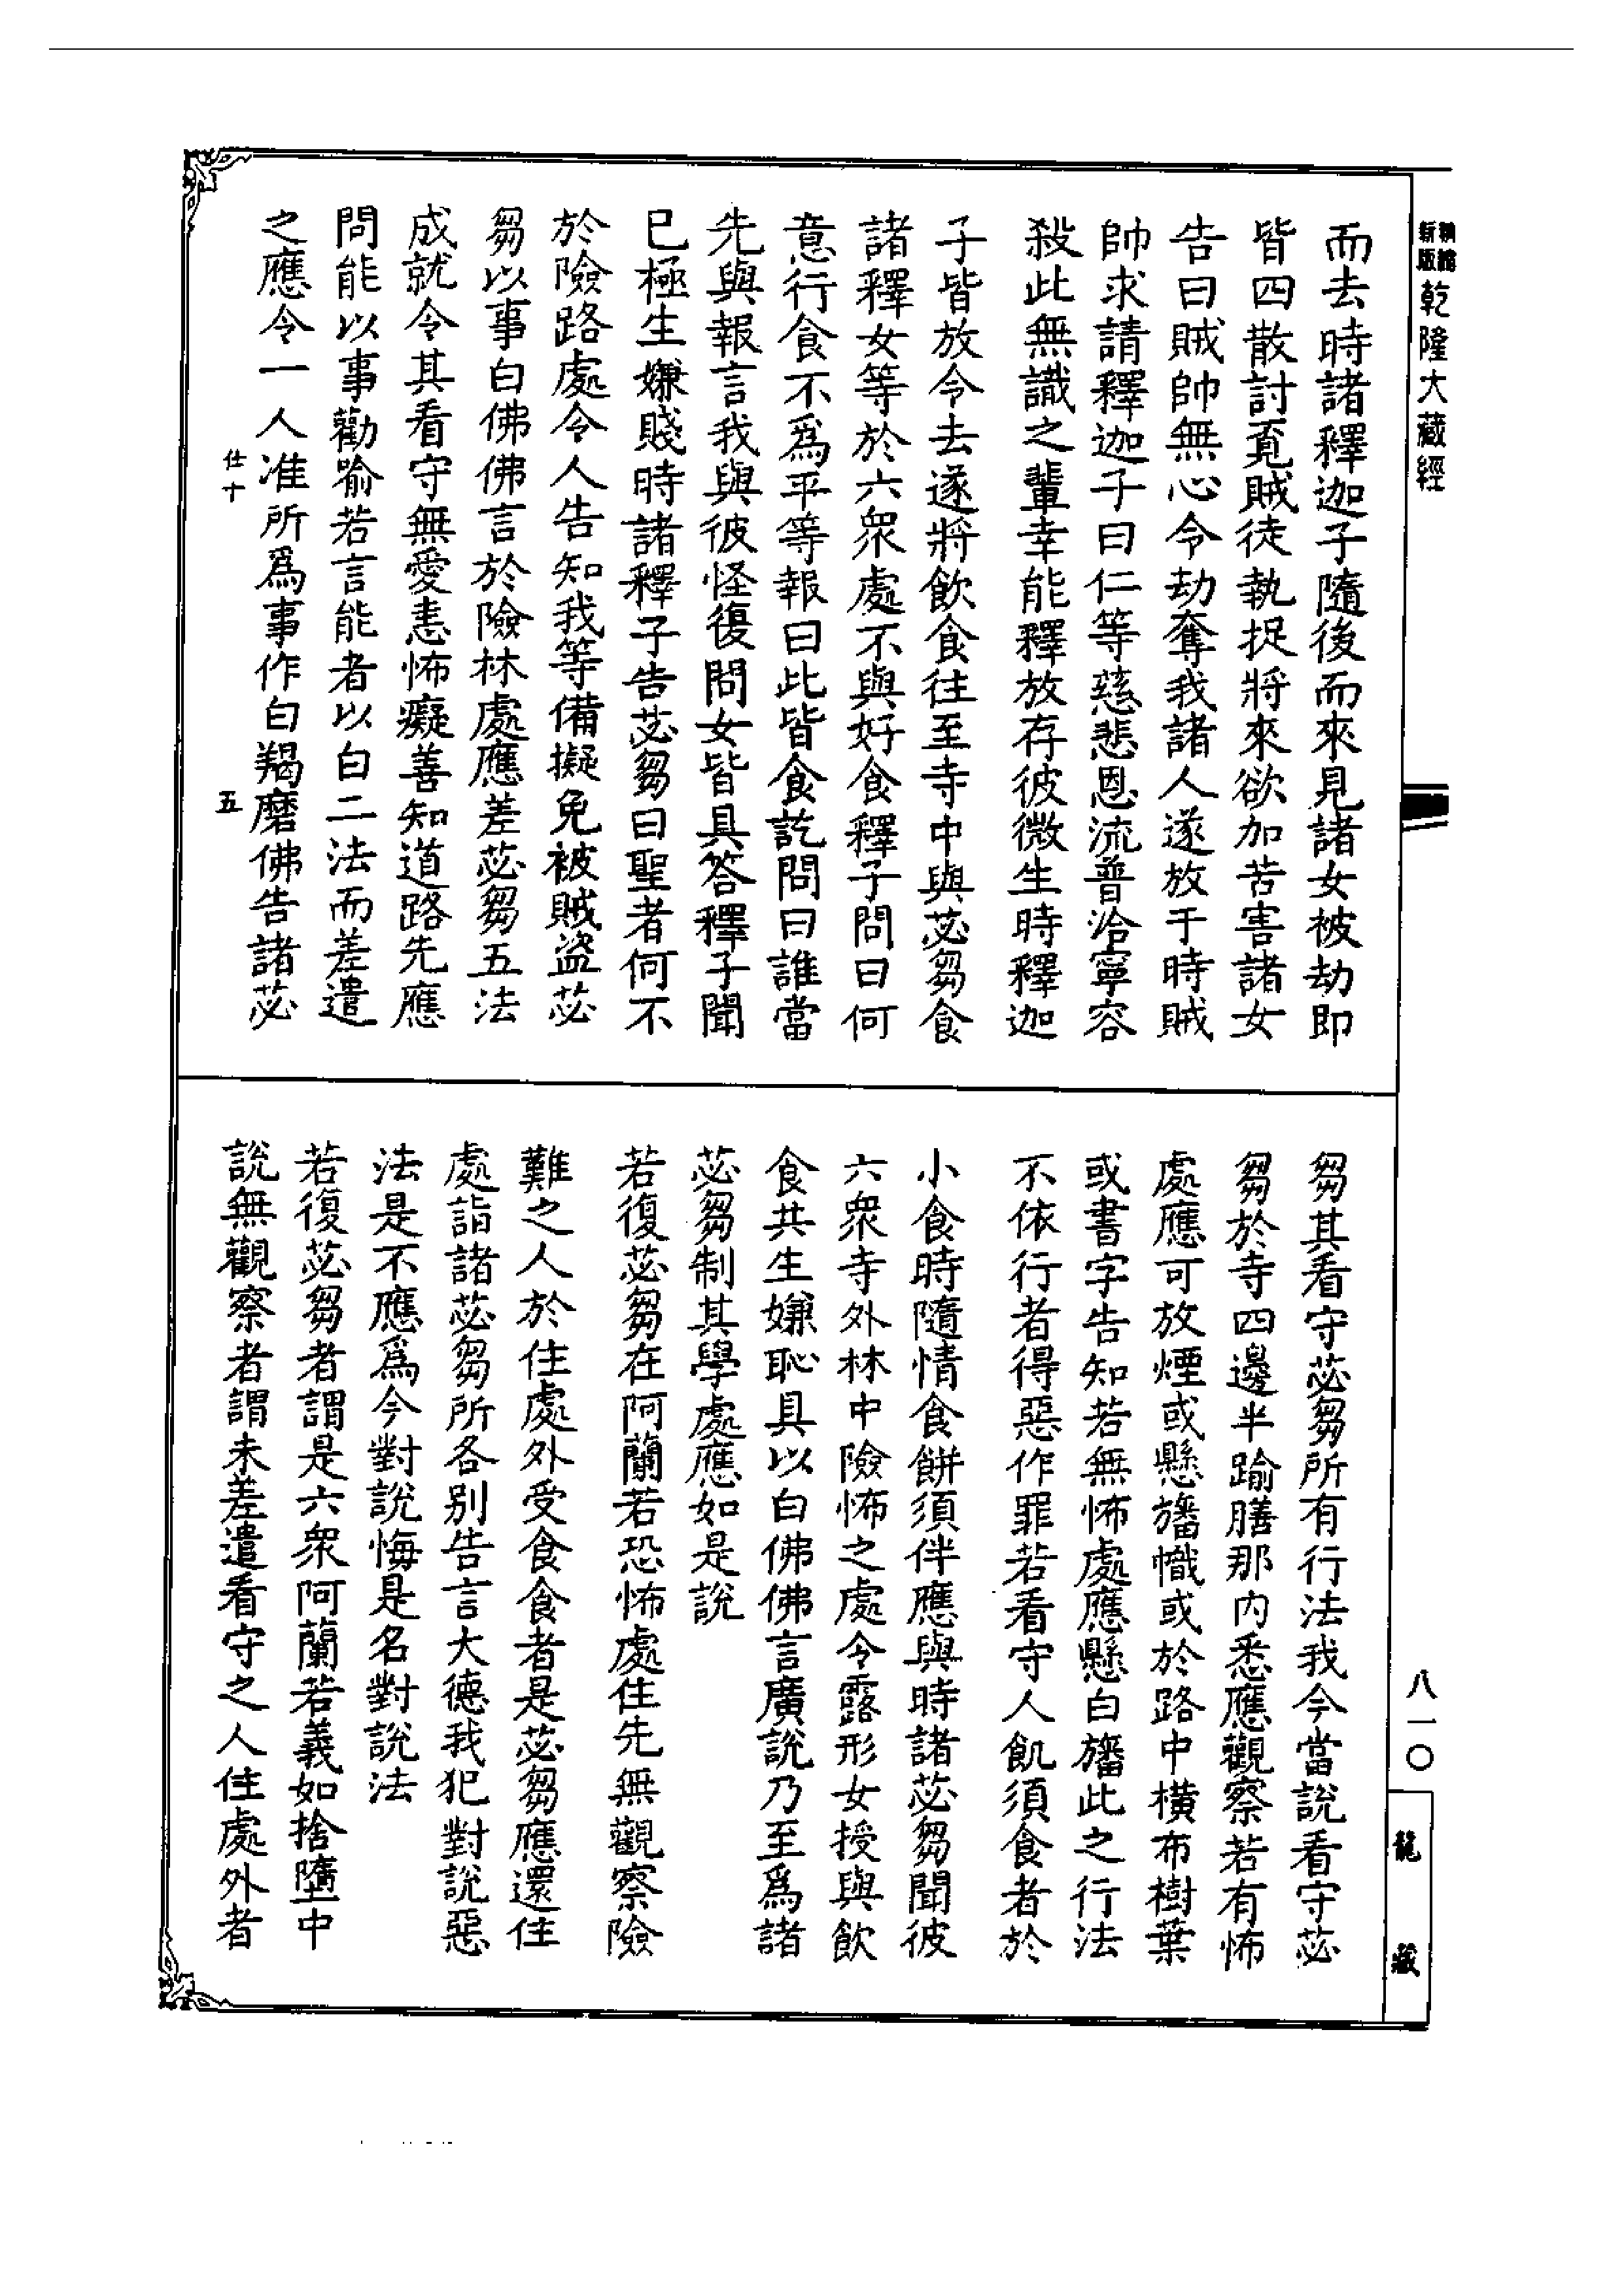 新版
精縮
乾隆大藏經
而去時諸釋迦子隨後而來見諸女被劫即
皆四散討覔賊徒執捉將來欲加苦害諸女
告曰賊帥無心令劫奪我諸人遂放于時賊
帥求請釋迦子曰仁等慈悲恩流普洽寧容
殺此無識之輩幸能釋放存彼微生時釋迦
子皆放令去遂將飲食往至寺中與苾芻食
諸釋女等於六衆處不與好食釋子問曰何
意行食不爲平等報曰此皆食訖問曰誰當
先與報言我與彼怪復問女皆具答釋子聞
已極生嫌賤時諸釋子告苾芻曰聖者何不
於險路處令人告知我等備擬免被賊盜苾
芻以事白佛佛言於險林處應差苾芻五法
成就令其看守無愛恚怖癡善知道路先應
問能以事勸喻若言能者以白二法而差遣
之應令一人准所爲事作白羯磨佛告諸苾
仕十
五
芻其看守苾芻所有行法我今當說看守苾
芻於寺四邊半踰膳那内悉應觀察若有怖
處應可放煙或懸旛幟或於路中橫布樹葉
或書字告知若無怖處應懸白旛此之行法
不依行者得惡作罪若看守人飢須食者於
小食時隨情食餅須伴應與時諸苾芻聞彼
六衆寺外林中險怖之處令露形女授與飲
食共生嫌恥具以白佛佛言廣說乃至爲諸
苾芻制其學處應如是說
若復苾芻在阿蘭若恐怖處住先無觀察險
難之人於住處外受食食者是苾芻應還住
處詣諸苾芻所各別告言大德我犯對說惡
法是不應爲今對說悔是名對說法
若復苾芻者謂是六衆阿蘭若義如捨墮中
說無觀察者謂未差遣看守之人住處外者
八一〇
龍藏